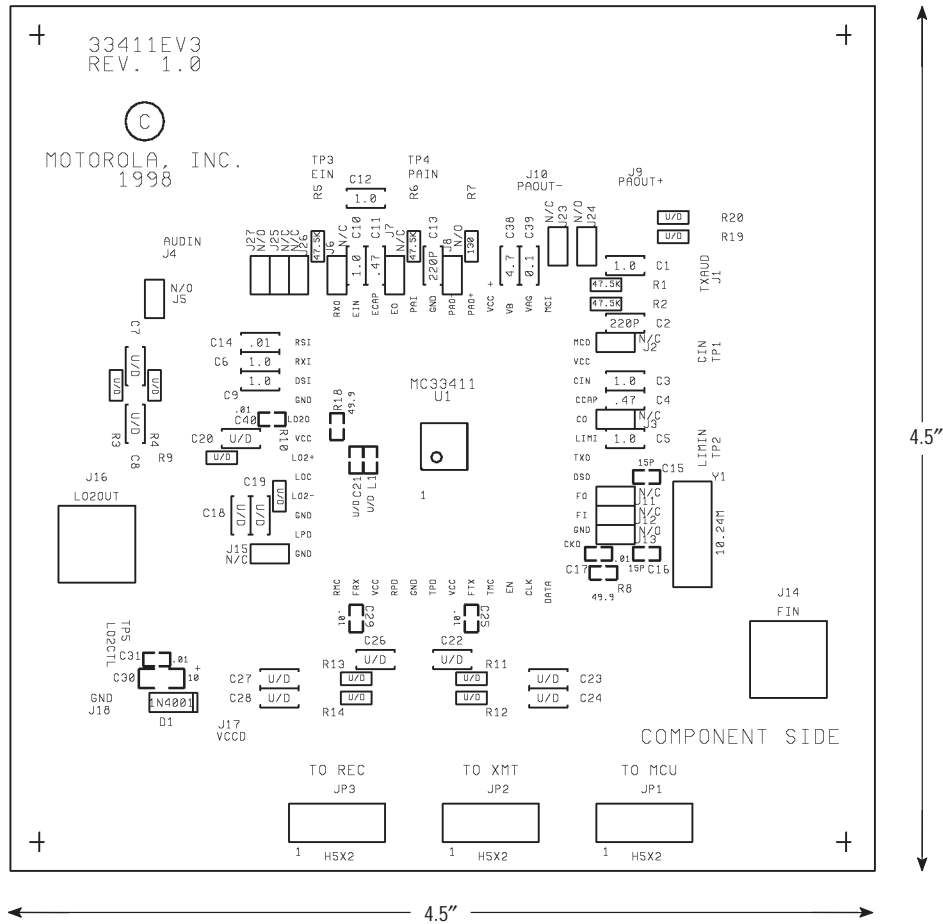 33411EV3
REV. 1.0
C
MOTOROLA, INC.
1998
TP3
EIN
TP4
PAIN
J10
PAOUT-
J9
PAOUT+
R5
C12
1.0
R6
R7
N/C
J23
N/C
J24
U/D
R20
U/D
R19
AUDIN
J4
J27
N/O
J25
N/C
N/C
J26
47.5K
J6
N/C
C10
1.0
C11
.47
J7
N/C
47.5K
C13
220P
J8
N/O
130
C38
4.7
C39
0.1
1.0
C1
TXAUD
J1
N/O
J5
47.5K
R1
47.5K
R2
220P
C2
RXO
EIN
ECAP
EO
PAI
GND
PAO-
PAO+
VCC
+
VB
VAG
MCI
C7
U/D
U/D
U/D
U/D
R3
R4
C8
C14
.01
RSI
C6
1.0
RXI
1.0
DSI
C9
GND
MCO
N/C
J2
VCC
CIN
TP1
CIN
1.0
C3
CCAP
.47
C4
CO
N/C
J3
LIMI
1.0
C5
LIMIN
TP2
MC33411
U1
1
R18
49.9
.01
C40
LO2O
R10
C20
U/D
VCC
R9
U/D
LO2+
LOC
C21
U/D
L1
U/D
TXO
DSO
15P
C15
Y1
10.24M
J16
LO2OUT
C19
U/D
LO2-
C18
U/D
U/D
GND
LPD
J15
N/C
GND
FO
N/C
J11
FI
N/C
J12
GND
N/O
J13
CKO
.01
C17
15P
C16
R8
49.9
RMC
FRX
VCC
RPD
GND
TPD
VCC
FTX
TMC
EN
CLK
DATA
J14
FIN
.01
C29
.01
C25
TP5
LO2CTL
C31
.01
C30
+
10
GND
J18
1N4001
D1
C26
U/D
C22
U/D
C27
U/D
R13
U/D
U/D
R11
U/D
C23
C28
U/D
U/D
R14
U/D
R12
U/D
C24
J17
VCCD
COMPONENT SIDE
TO REC
JP3
TO XMT
JP2
TO MCU
JP1
1
H5X2
1
H5X2
1
H5X2
4.5″
4.5″